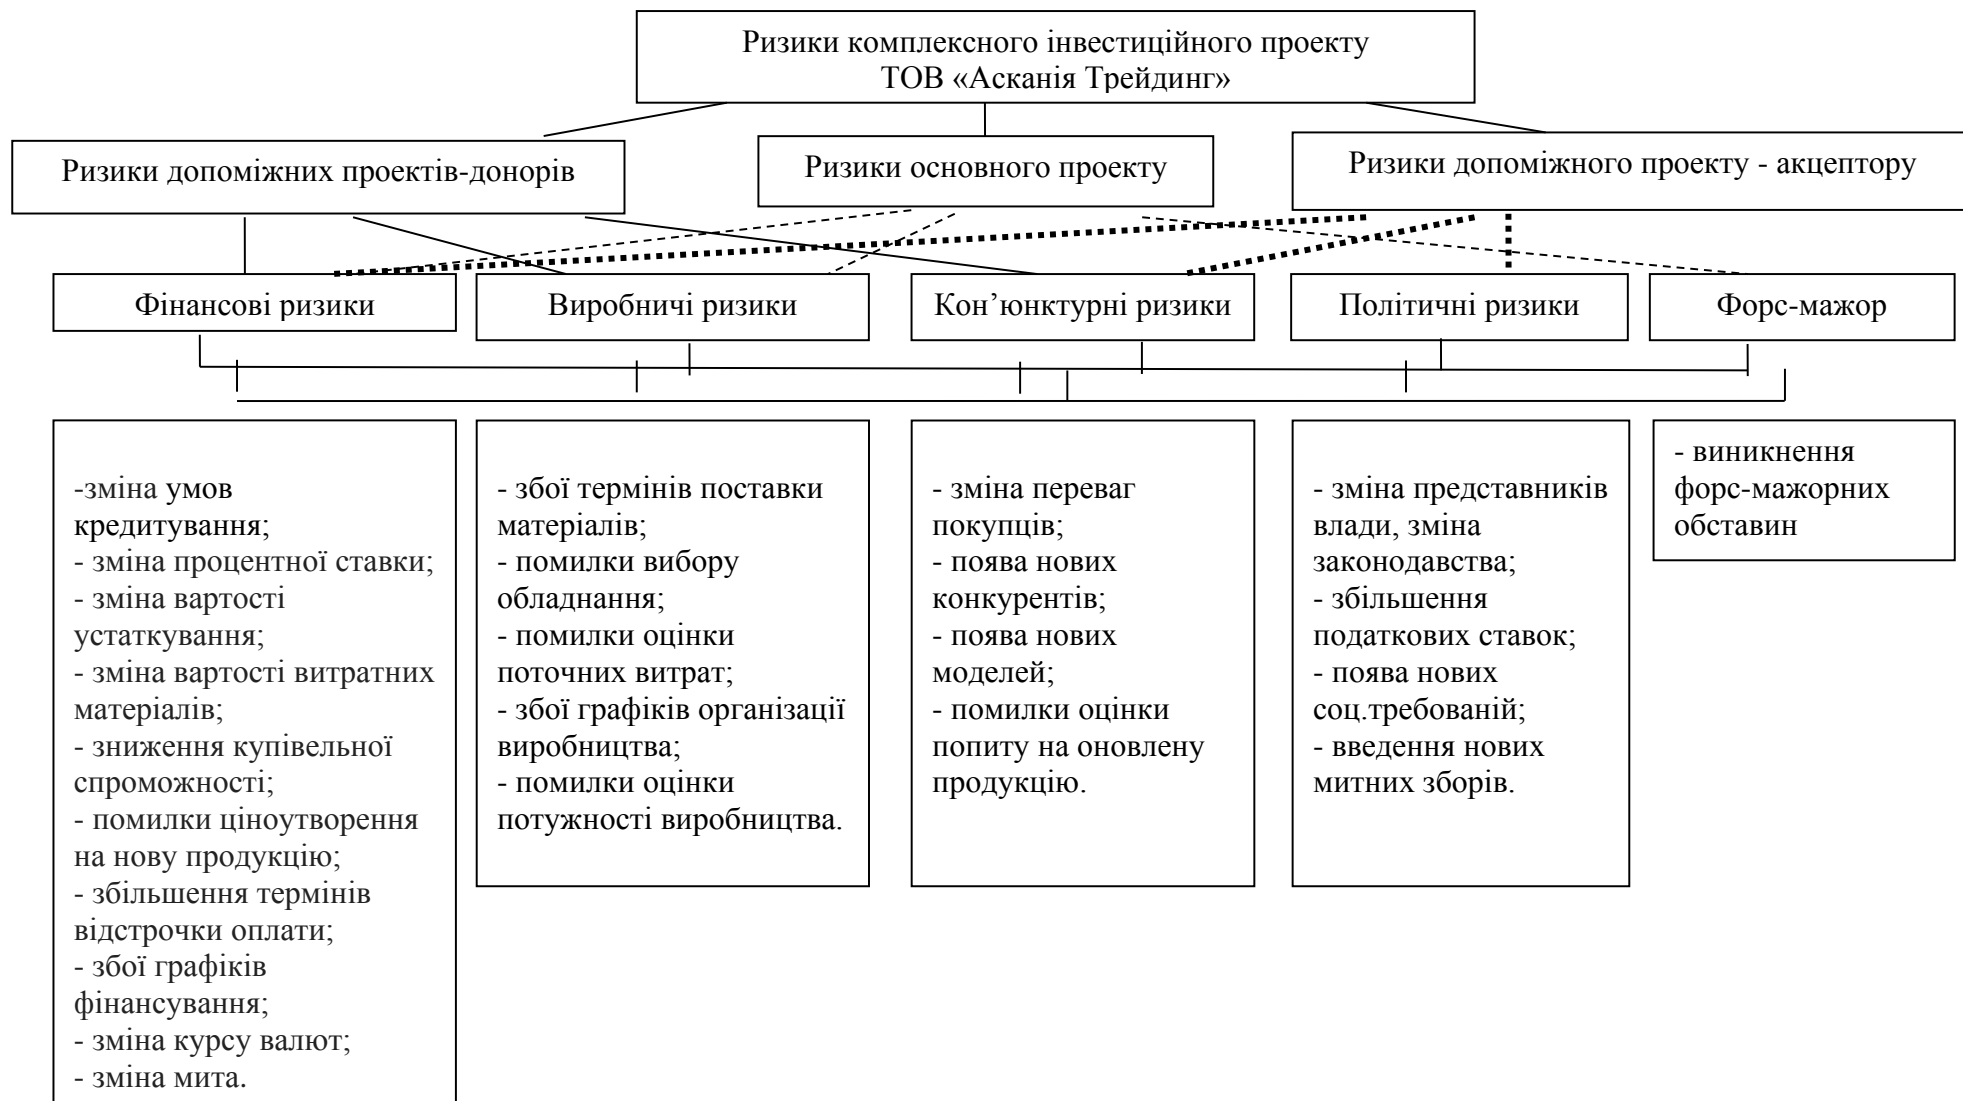 Ризики комплексного інвестиційного проекту
ТОВ «Асканія Трейдинг»
Ризики допоміжних проектів-донорів
Ризики основного проекту
Ризики допоміжного проекту - акцептору
Фінансові ризики
Виробничі ризики
Кон’юнктурні ризики
Політичні ризики
Форс-мажор
-зміна умов
кредитування;
- зміна процентної ставки;
- зміна вартості
устаткування;
- зміна вартості витратних
матеріалів;
- зниження купівельної
спроможності;
- помилки ціноутворення
на нову продукцію;
- збільшення термінів
відстрочки оплати;
- збої графіків
фінансування;
- зміна курсу валют;
- зміна мита.
- збої термінів поставки
матеріалів;
- помилки вибору
обладнання;
- помилки оцінки
поточних витрат;
- збої графіків організації
виробництва;
- помилки оцінки
потужності виробництва.
- зміна переваг
покупців;
- поява нових
конкурентів;
- поява нових
моделей;
- помилки оцінки
попиту на оновлену
продукцію.
- зміна представників
влади, зміна
законодавства;
- збільшення
податкових ставок;
- поява нових
соц.требованій;
- введення нових
митних зборів.
- виникнення
форс-мажорних
обставин